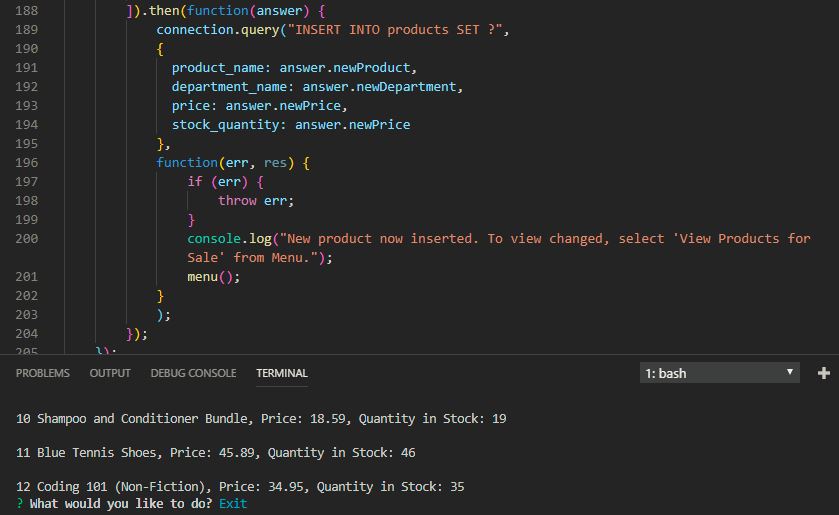 188 ]).then(function(answer) {
189 connection.query("INSERT INTO products SET ?",
190 {
191 product_name: answer.newProduct,
192 department_name: answer.newDepartment,
193 price: answer.newPrice,
194 stock_quantity: answer.newPrice
195 },
196 function(err, res) {
197 if (err) {
198 throw err;
199 }
200 console.log("New product now inserted. To view changed, select 'View Products for
Sale' from Menu.");
201 menu();
202 }
203 );
204 });
205 });
PROBLEMS OUTPUT DEBUG CONSOLE TERMINAL 1: bash
10 Shampoo and Conditioner Bundle, Price: 18.59, Quantity in Stock: 19
11 Blue Tennis Shoes, Price: 45.89, Quantity in Stock: 46
12 Coding 101 (Non-Fiction), Price: 34.95, Quantity in Stock: 35
? What would you like to do? Exit